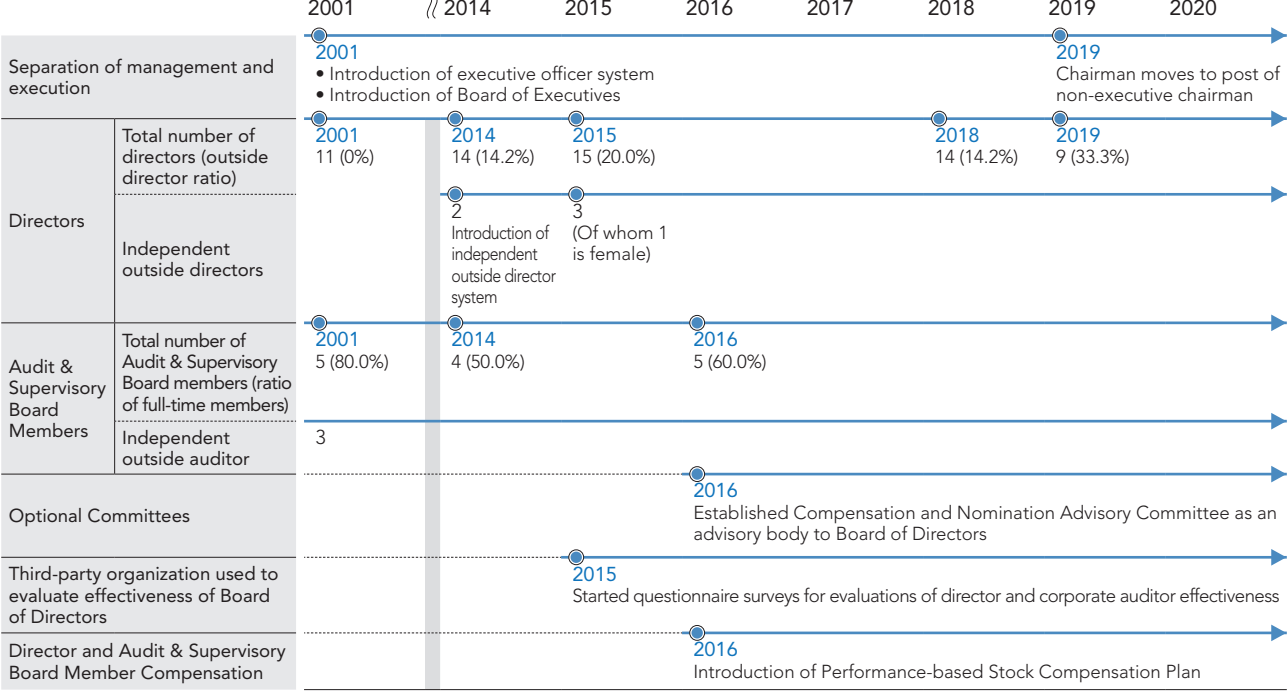 2001 2014 2015 2016 2017 2018 2019 2020
Separation of management and
execution
2001
• Introduction of executive officer system
• Introduction of Board of Executives
2019
Chairman moves to post of
non-executive chairman
Directors
Total number of
directors (outside
director ratio)
2001
11 (0%)
2014
14 (14.2%)
2015
15 (20.0%)
2018
14 (14.2%)
2019
9 (33.3%)
Independent
outside directors
2
Introduction of
independent
outside director
system
3
(Of whom 1
is female)
Audit &
Supervisory
Board
Members
Total number of
Audit & Supervisory
Board members (ratio
of full-time members)
2001
5 (80.0%)
2014
4 (50.0%)
2016
5 (60.0%)
Independent
outside auditor
3
Optional Committees
2016
Established Compensation and Nomination Advisory Committee as an
advisory body to Board of Directors
Third-party organization used to
evaluate effectiveness of Board
of Directors
2015
Started questionnaire surveys for evaluations of director and corporate auditor effectiveness
Director and Audit & Supervisory
Board Member Compensation
2016
Introduction of Performance-based Stock Compensation Plan